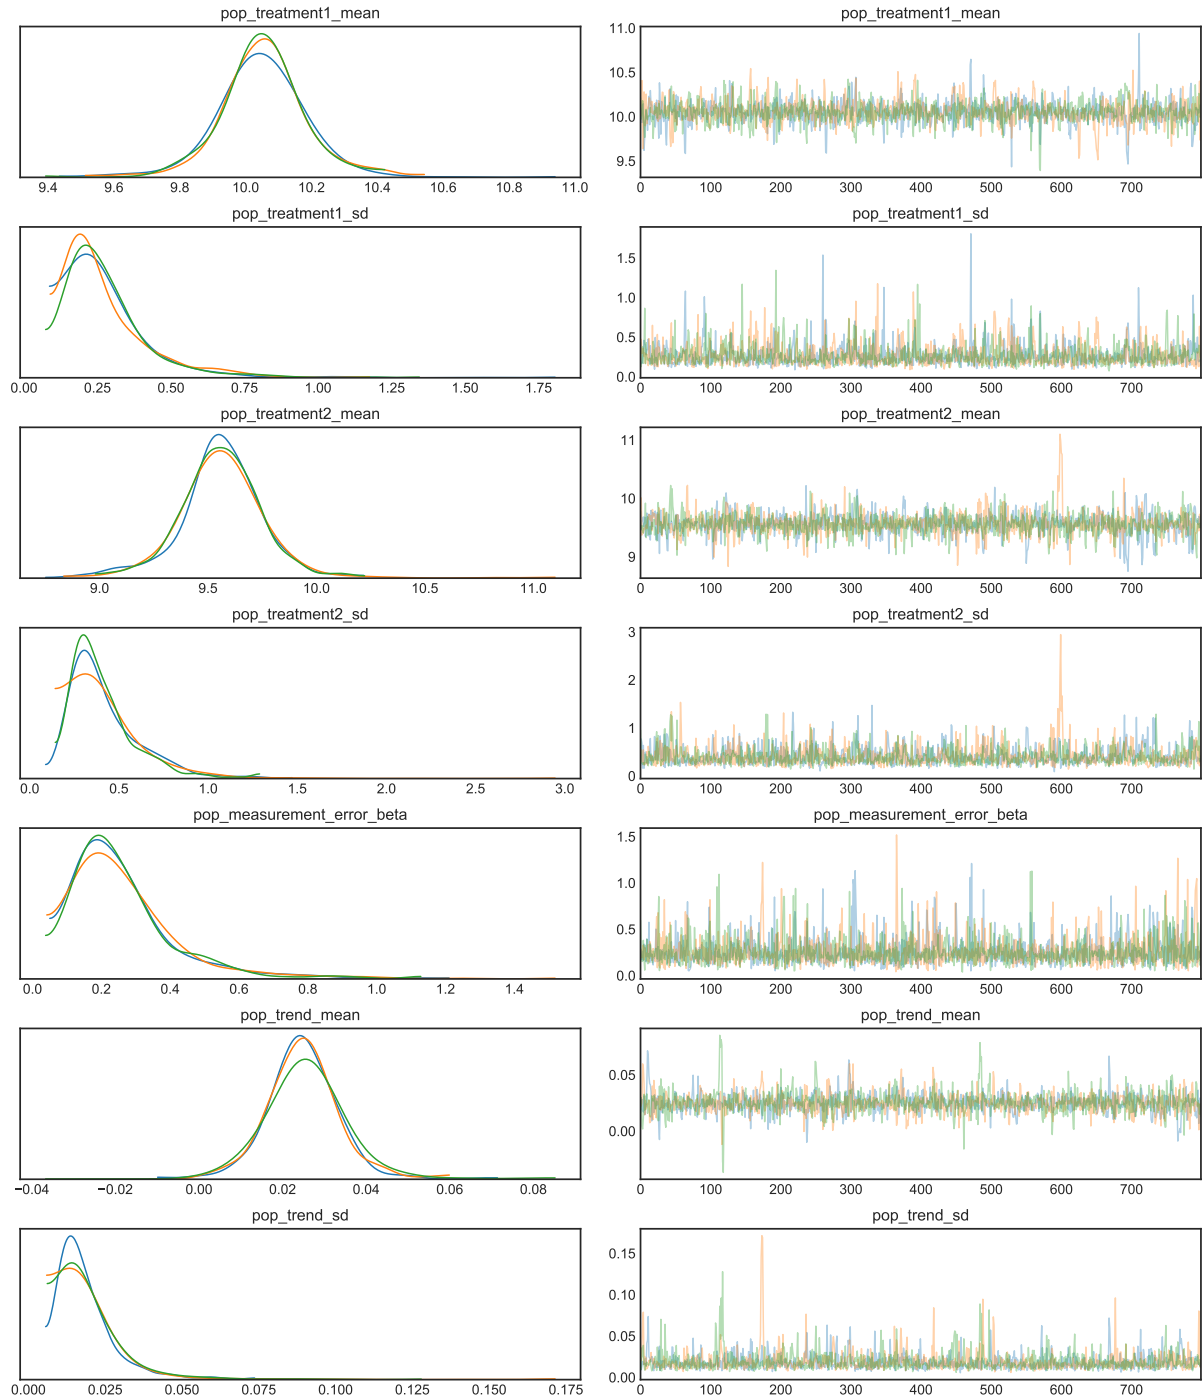 pop_treatment1_mean pop_treatment1_mean
11.0
10.5
10.0
9.5
9.4 9.6 9.8 10.0 10.2 10.4 10.6 10.8 11.0 0 100 200 300 400 500 600 700
pop_treatment1_sd pop_treatment1_sd
1.5
1.0
0.5
0.0
0.00 0.25 0.50 0.75 1.00 1.25 1.50 1.75 0 100 200 300 400 500 600 700
pop_treatment2_mean pop_treatment2_mean
11
10
9
9.0 9.5 10.0 10.5 11.0 0 100 200 300 400 500 600 700
pop_treatment2_sd pop_treatment2_sd
3
2
1
0
0.0 0.5 1.0 1.5 2.0 2.5 3.0 0 100 200 300 400 500 600 700
pop_measurement_error_beta pop_measurement_error_beta
1.5
1.0
0.5
0.0
0.0 0.2 0.4 0.6 0.8 1.0 1.2 1.4 0 100 200 300 400 500 600 700
pop_trend_mean pop_trend_mean
0.05
0.00
−0.04 −0.02 0.00 0.02 0.04 0.06 0.08 0 100 200 300 400 500 600 700
pop_trend_sd pop_trend_sd
0.15
0.10
0.05
0.00
0.000 0.025 0.050 0.075 0.100 0.125 0.150 0.175 0 100 200 300 400 500 600 700